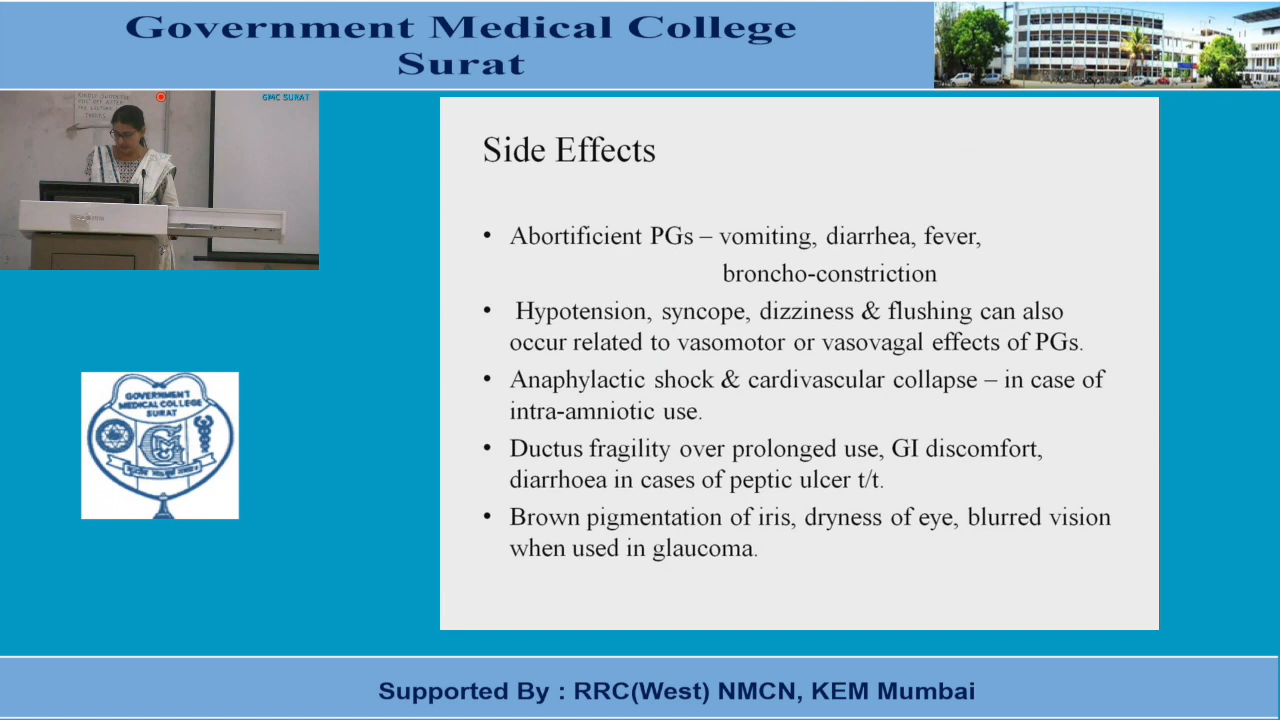 Government Medical College
Surat
GMC SURAT
Side Effects
• Abortificient PGs – vomiting, diarrhea, fever,
broncho-constriction
• Hypotension, syncope, dizziness & flushing can also
occur related to vasomotor or vasovagal effects of PGs.
• Anaphylactic shock & cardivascular collapse – in case of
intra-amniotic use.
• Ductus fragility over prolonged use, GI discomfort,
diarrhoea in cases of peptic ulcer t/t.
• Brown pigmentation of iris, dryness of eye, blurred vision
when used in glaucoma.
GOVERNMENT
MEDICAL COLLEGE
SURAT
Supported By : RRC(West) NMCN, KEM Mumbai